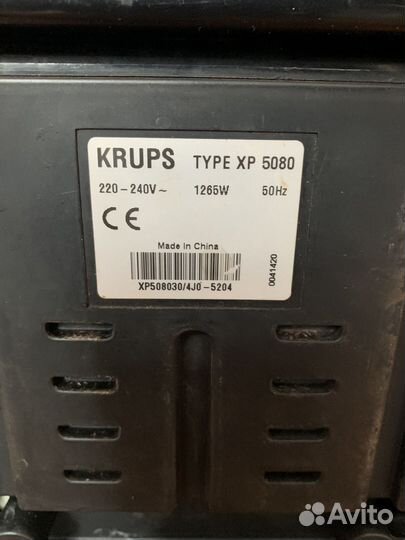 KRUPS TYPE XP 5080
220-240V~ 1265W 50Hz
CE
Made in China
XP508030/4J0-5204
0041420
Avito